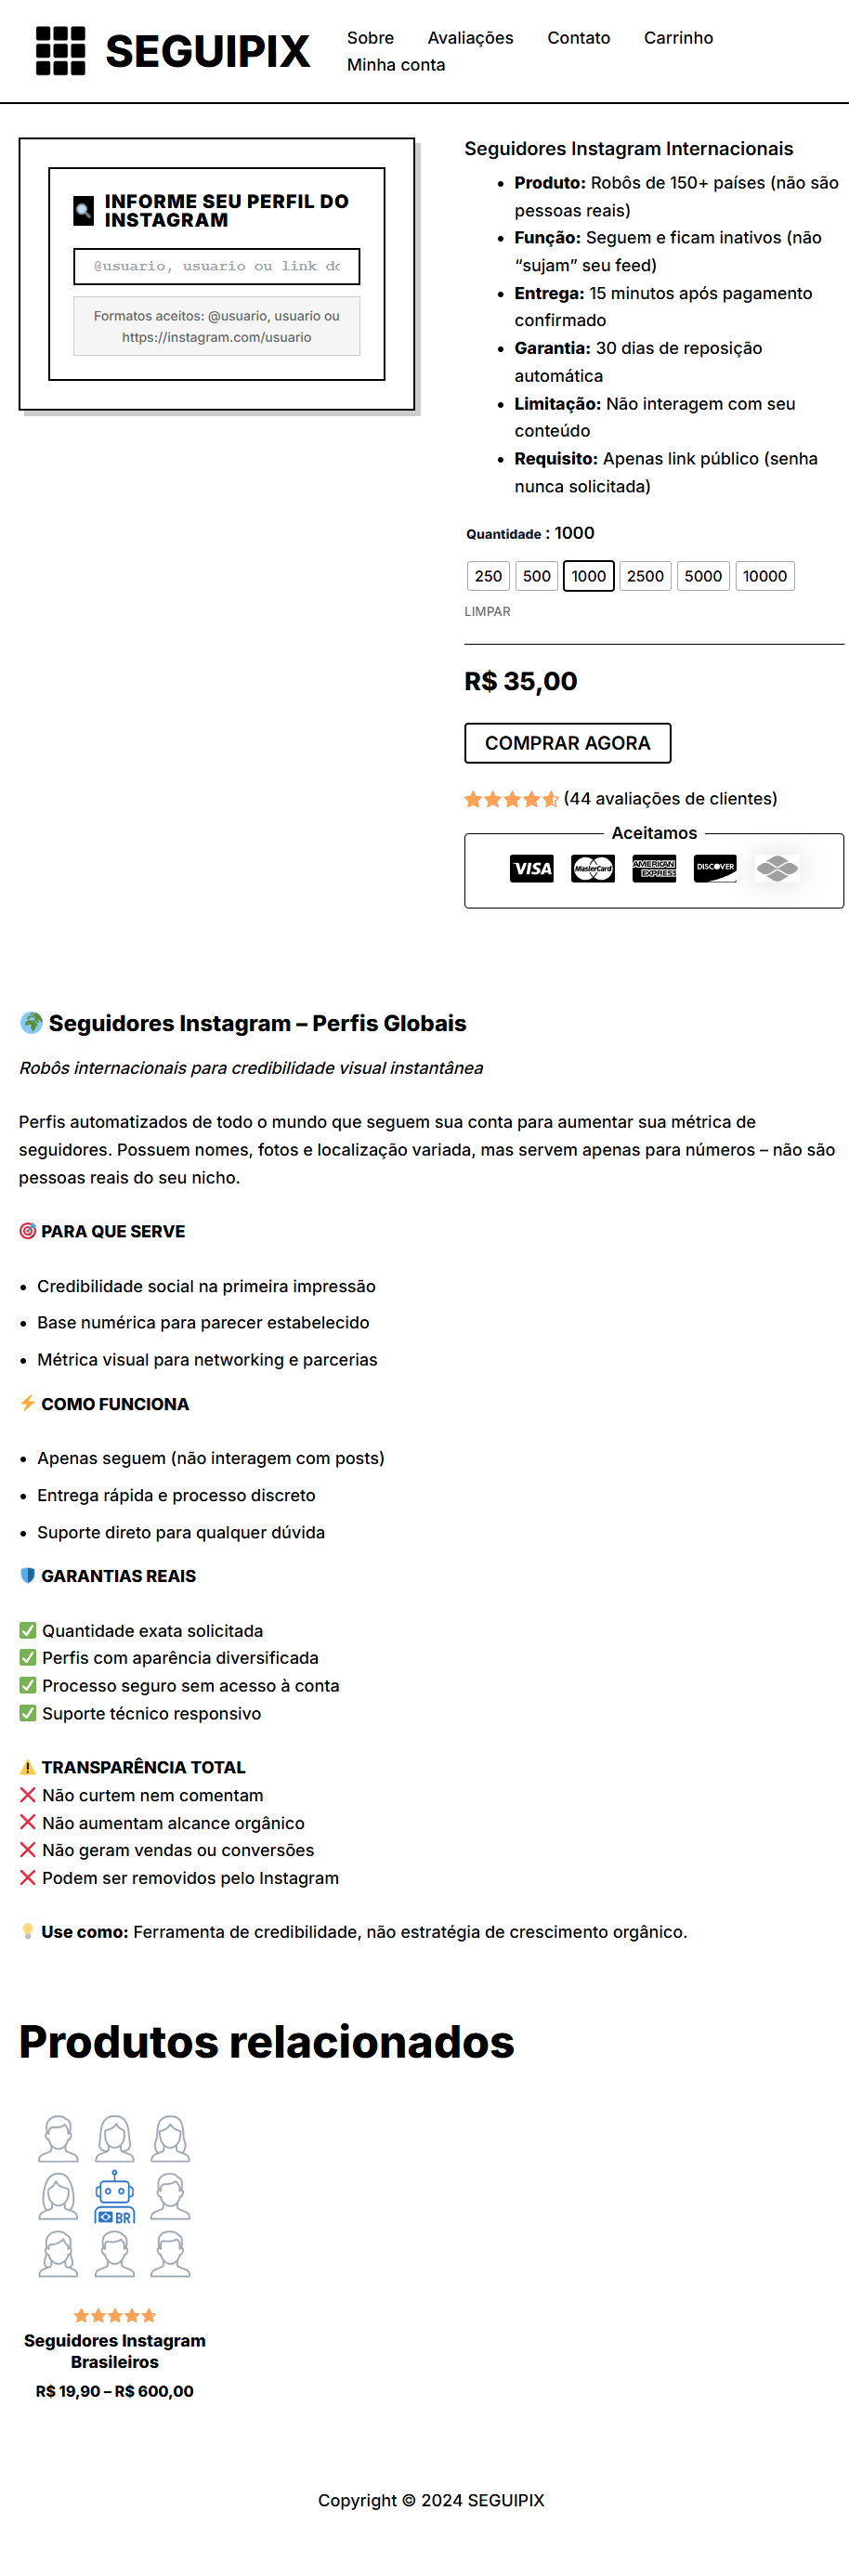 SEGUIPIX
Sobre Avaliações Contato Carrinho
Minha conta
INFORME SEU PERFIL DO
INSTAGRAM
@usuario, usuario ou link do
Formatos aceitos: @usuario, usuario ou
https://instagram.com/usuario
Seguidores Instagram Internacionais
• Produto: Robôs de 150+ países (não são
pessoas reais)
• Função: Seguem e ficam inativos (não
“sujam” seu feed)
• Entrega: 15 minutos após pagamento
confirmado
• Garantia: 30 dias de reposição
automática
• Limitação: Não interagem com seu
conteúdo
• Requisito: Apenas link público (senha
nunca solicitada)
Quantidade : 1000
250 500 1000 2500 5000 10000
LIMPAR
R$ 35,00
COMPRAR AGORA
(44 avaliações de clientes)
Aceitamos
VISA MasterCard AMERICAN EXPRESS DISCOVER
Seguidores Instagram – Perfis Globais
Robôs internacionais para credibilidade visual instantânea
Perfis automatizados de todo o mundo que seguem sua conta para aumentar sua métrica de
seguidores. Possuem nomes, fotos e localização variada, mas servem apenas para números – não são
pessoas reais do seu nicho.
PARA QUE SERVE
• Credibilidade social na primeira impressão
• Base numérica para parecer estabelecido
• Métrica visual para networking e parcerias
COMO FUNCIONA
• Apenas seguem (não interagem com posts)
• Entrega rápida e processo discreto
• Suporte direto para qualquer dúvida
GARANTIAS REAIS
Quantidade exata solicitada
Perfis com aparência diversificada
Processo seguro sem acesso à conta
Suporte técnico responsivo
TRANSPARÊNCIA TOTAL
Não curtem nem comentam
Não aumentam alcance orgânico
Não geram vendas ou conversões
Podem ser removidos pelo Instagram
Use como: Ferramenta de credibilidade, não estratégia de crescimento orgânico.
Produtos relacionados
BR
Seguidores Instagram
Brasileiros
R$ 19,90 – R$ 600,00
Copyright © 2024 SEGUIPIX